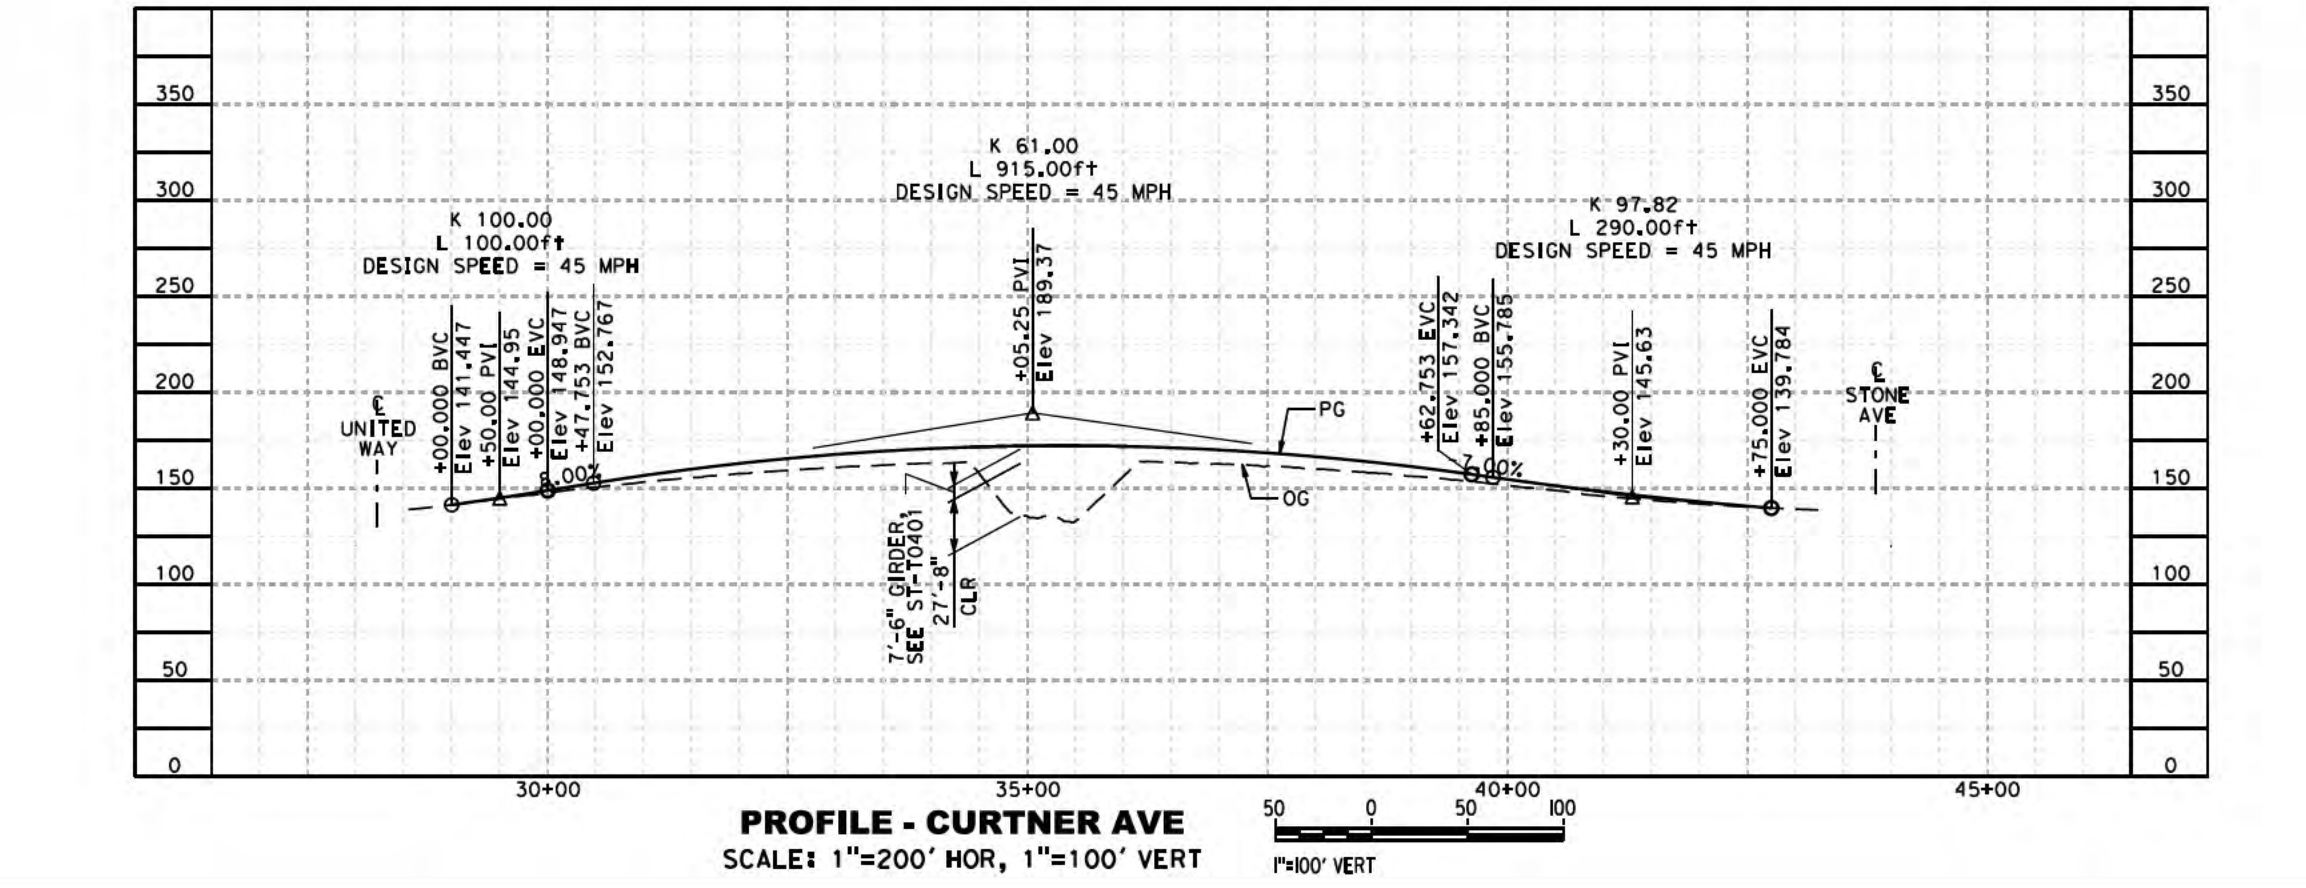 350
300
250
200
150
100
50
0
K 100.00
L 100.00ft
DESIGN SPEED = 45 MPH
K 61.00
L 915.00ft
DESIGN SPEED = 45 MPH
K 97.82
L 290.00ft
DESIGN SPEED = 45 MPH
℄
UNITED
WAY
+00.000 BVC
Elev 141.447
+50.00 PVI
Elev 144.95
+00.000 EVC
Elev 148.947
+47.753 BVC
Elev 152.767
.00%
+05.25 PVI
Elev 189.37
PG
OG
7'-6" GIRDER,
SEE ST-T0401
27'-8"
CLR
+62.753 EVC
Elev 157.342
+85.000 BVC
Elev 155.785
7.00%
+30.00 PVI
Elev 145.63
+75.000 EVC
Elev 139.784
℄
STONE
AVE
350
300
250
200
150
100
50
0
30+00
35+00
40+00
45+00
PROFILE - CURTNER AVE
SCALE: 1"=200' HOR, 1"=100' VERT
50 0 50 100
1"=100' VERT